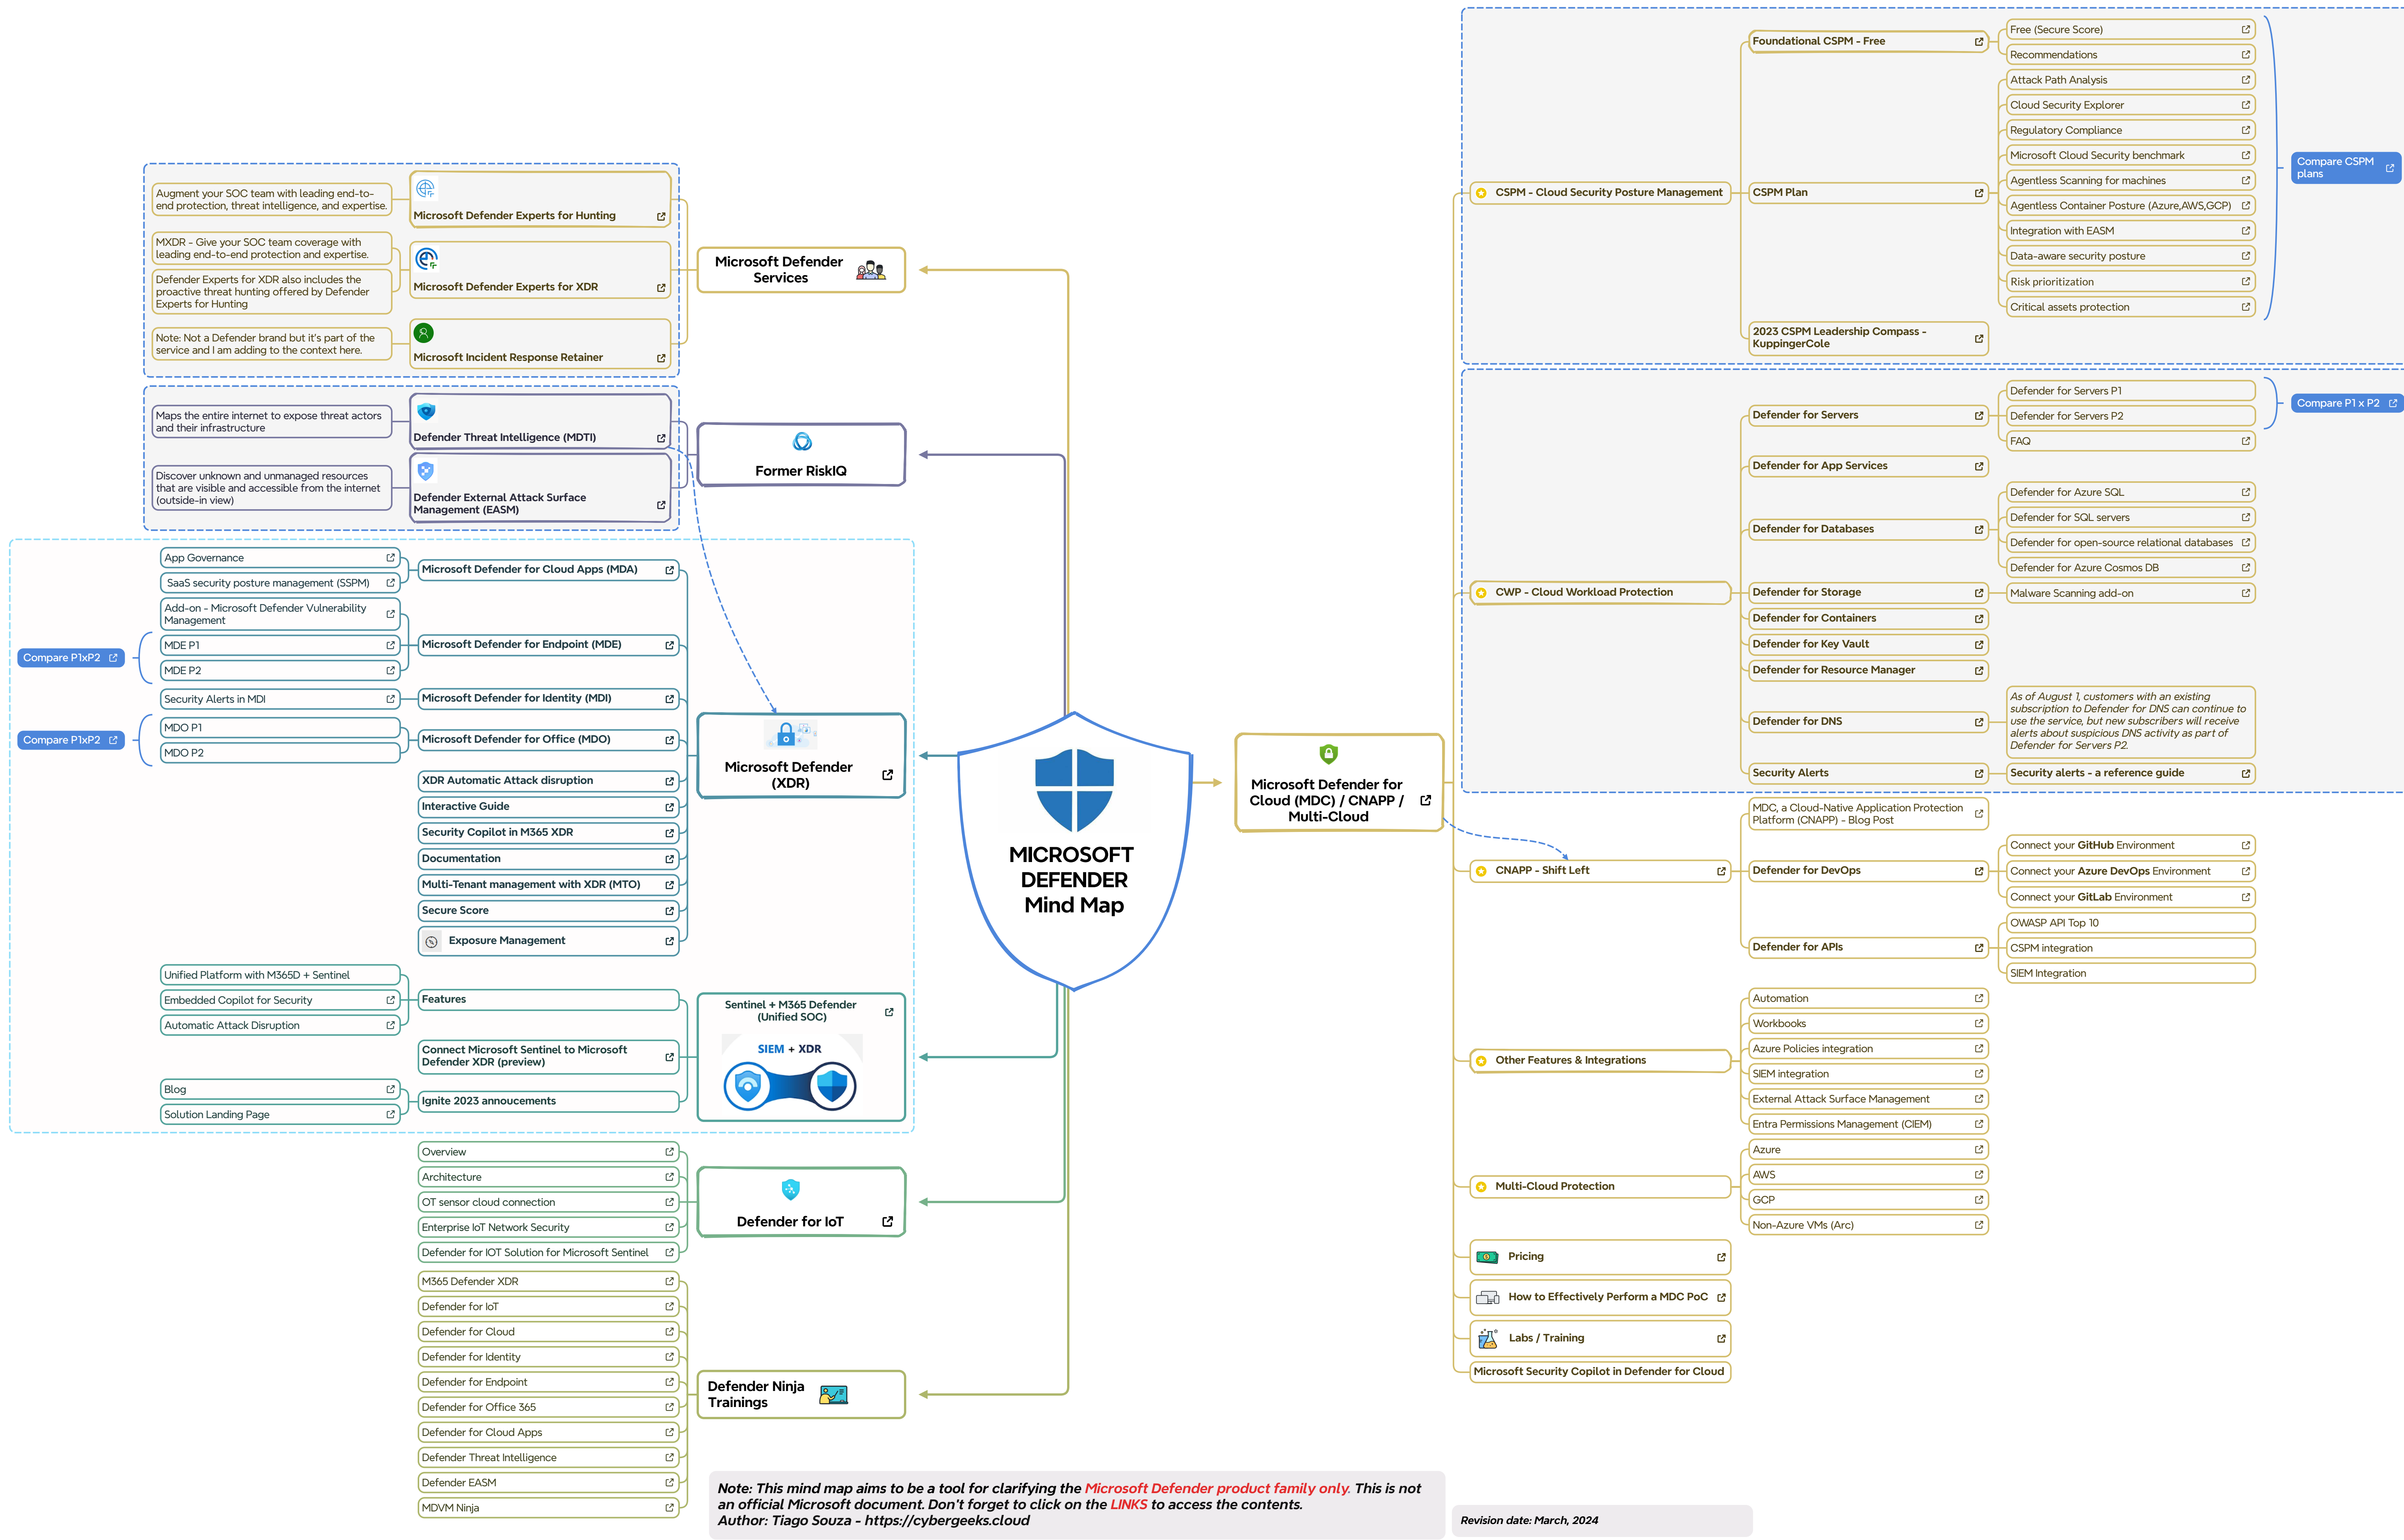 Augment your SOC team with leading end-to-
end protection, threat intelligence, and expertise.
Microsoft Defender Experts for Hunting
MXDR - Give your SOC team coverage with
leading end-to-end protection and expertise.
Defender Experts for XDR also includes the
proactive threat hunting offered by Defender
Experts for Hunting
Microsoft Defender Experts for XDR
Note: Not a Defender brand but it's part of the
service and I am adding to the context here.
Microsoft Incident Response Retainer
Microsoft Defender
Services
Maps the entire internet to expose threat actors
and their infrastructure
Defender Threat Intelligence (MDTI)
Discover unknown and unmanaged resources
that are visible and accessible from the internet
(outside-in view)
Defender External Attack Surface
Management (EASM)
Former RiskIQ
App Governance
SaaS security posture management (SSPM)
Microsoft Defender for Cloud Apps (MDA)
Add-on - Microsoft Defender Vulnerability
Management
MDE P1
MDE P2
Compare P1xP2
Microsoft Defender for Endpoint (MDE)
Security Alerts in MDI
Microsoft Defender for Identity (MDI)
MDO P1
MDO P2
Compare P1xP2
Microsoft Defender for Office (MDO)
XDR Automatic Attack disruption
Interactive Guide
Security Copilot in M365 XDR
Documentation
Multi-Tenant management with XDR (MTO)
Secure Score
Exposure Management
Microsoft Defender
(XDR)
Unified Platform with M365D + Sentinel
Embedded Copilot for Security
Automatic Attack Disruption
Features
Connect Microsoft Sentinel to Microsoft
Defender XDR (preview)
Blog
Solution Landing Page
Ignite 2023 annoucements
Sentinel + M365 Defender
(Unified SOC)
SIEM + XDR
Overview
Architecture
OT sensor cloud connection
Enterprise IoT Network Security
Defender for IOT Solution for Microsoft Sentinel
Defender for IoT
M365 Defender XDR
Defender for IoT
Defender for Cloud
Defender for Identity
Defender for Endpoint
Defender for Office 365
Defender for Cloud Apps
Defender Threat Intelligence
Defender EASM
MDVM Ninja
Defender Ninja
Trainings
MICROSOFT
DEFENDER
Mind Map
Microsoft Defender for
Cloud (MDC) / CNAPP /
Multi-Cloud
CSPM - Cloud Security Posture Management
Foundational CSPM - Free
Free (Secure Score)
Recommendations
CSPM Plan
Attack Path Analysis
Cloud Security Explorer
Regulatory Compliance
Microsoft Cloud Security benchmark
Agentless Scanning for machines
Agentless Container Posture (Azure,AWS,GCP)
Integration with EASM
Data-aware security posture
Risk prioritization
Critical assets protection
Compare CSPM
plans
2023 CSPM Leadership Compass -
KuppingerCole
CWP - Cloud Workload Protection
Defender for Servers
Defender for Servers P1
Defender for Servers P2
FAQ
Compare P1 x P2
Defender for App Services
Defender for Databases
Defender for Azure SQL
Defender for SQL servers
Defender for open-source relational databases
Defender for Azure Cosmos DB
Defender for Storage
Malware Scanning add-on
Defender for Containers
Defender for Key Vault
Defender for Resource Manager
Defender for DNS
As of August 1, customers with an existing
subscription to Defender for DNS can continue to
use the service, but new subscribers will receive
alerts about suspicious DNS activity as part of
Defender for Servers P2.
Security Alerts
Security alerts - a reference guide
CNAPP - Shift Left
MDC, a Cloud-Native Application Protection
Platform (CNAPP) - Blog Post
Defender for DevOps
Connect your GitHub Environment
Connect your Azure DevOps Environment
Connect your GitLab Environment
Defender for APIs
OWASP API Top 10
CSPM integration
SIEM Integration
Other Features & Integrations
Automation
Workbooks
Azure Policies integration
SIEM integration
External Attack Surface Management
Entra Permissions Management (CIEM)
Multi-Cloud Protection
Azure
AWS
GCP
Non-Azure VMs (Arc)
Pricing
How to Effectively Perform a MDC PoC
Labs / Training
Microsoft Security Copilot in Defender for Cloud
Note: This mind map aims to be a tool for clarifying the Microsoft Defender product family only. This is not
an official Microsoft document. Don't forget to click on the LINKS to access the contents.
Author: Tiago Souza - https://cybergeeks.cloud
Revision date: March, 2024